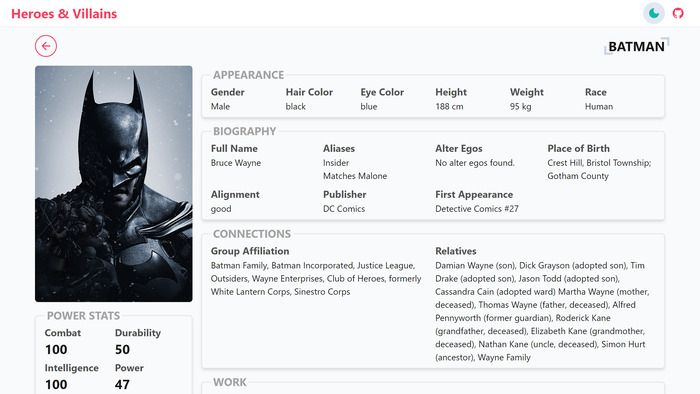 Heroes & Villains
BATMAN
APPEARANCE
Gender Hair Color Eye Color Height Weight Race
Male black blue 188 cm 95 kg Human
BIOGRAPHY
Full Name Aliases Alter Egos Place of Birth
Bruce Wayne Insider No alter egos found. Crest Hill, Bristol Township;
Matches Malone Gotham County
Alignment Publisher First Appearance
good DC Comics Detective Comics #27
CONNECTIONS
Group Affiliation
Batman Family, Batman Incorporated, Justice League,
Outsiders, Wayne Enterprises, Club of Heroes, formerly
White Lantern Corps, Sinestro Corps
Relatives
Damian Wayne (son), Dick Grayson (adopted son), Tim
Drake (adopted son), Jason Todd (adopted son),
Cassandra Cain (adopted ward) Martha Wayne (mother,
deceased), Thomas Wayne (father, deceased), Alfred
Pennyworth (former guardian), Roderick Kane
(grandfather, deceased), Elizabeth Kane (grandmother,
deceased), Nathan Kane (uncle, deceased), Simon Hurt
(ancestor), Wayne Family
POWER STATS
Combat Durability
100 50
Intelligence Power
100 47
WORK